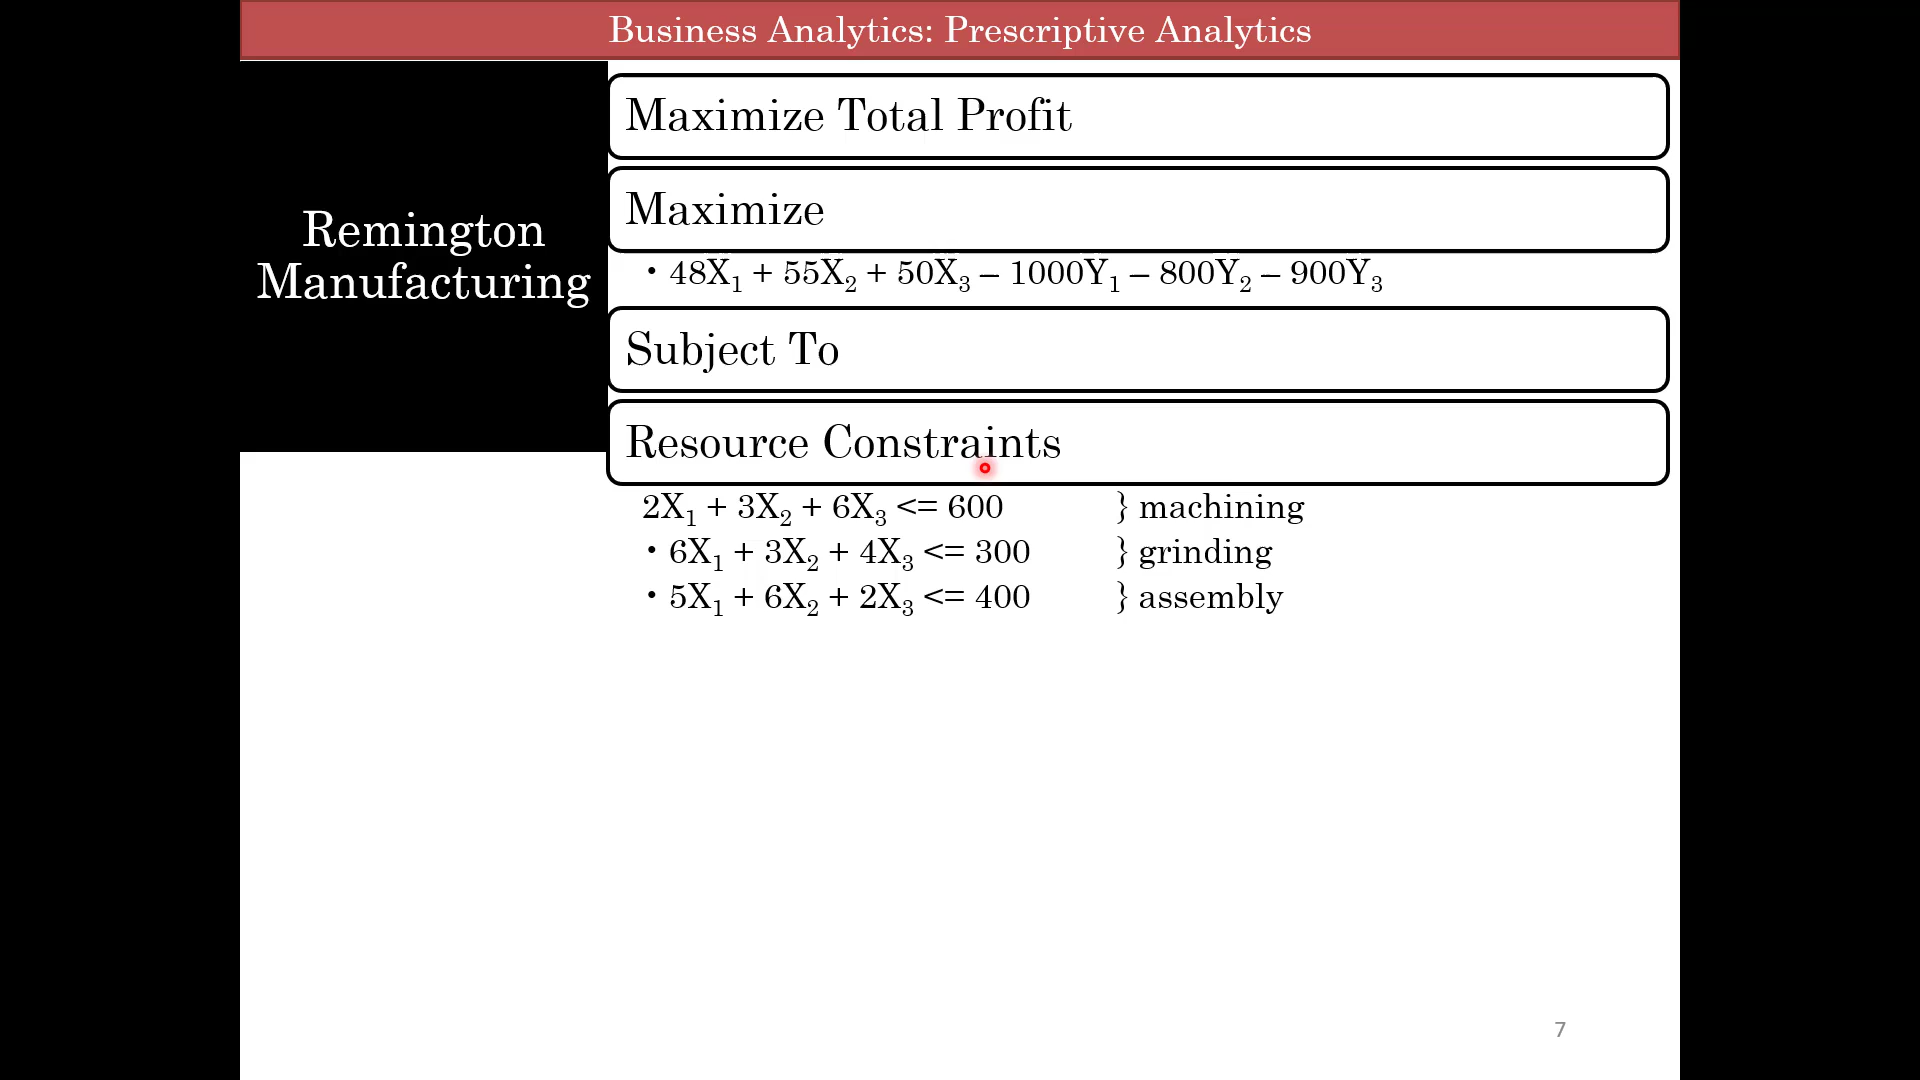 Business Analytics: Prescriptive Analytics
Remington
Manufacturing
Maximize Total Profit
Maximize
• 48X₁ + 55X₂ + 50X₃ – 1000Y₁ – 800Y₂ – 900Y₃
Subject To
Resource Constraints
2X₁ + 3X₂ + 6X₃ <= 600 } machining
• 6X₁ + 3X₂ + 4X₃ <= 300 } grinding
• 5X₁ + 6X₂ + 2X₃ <= 400 } assembly
7